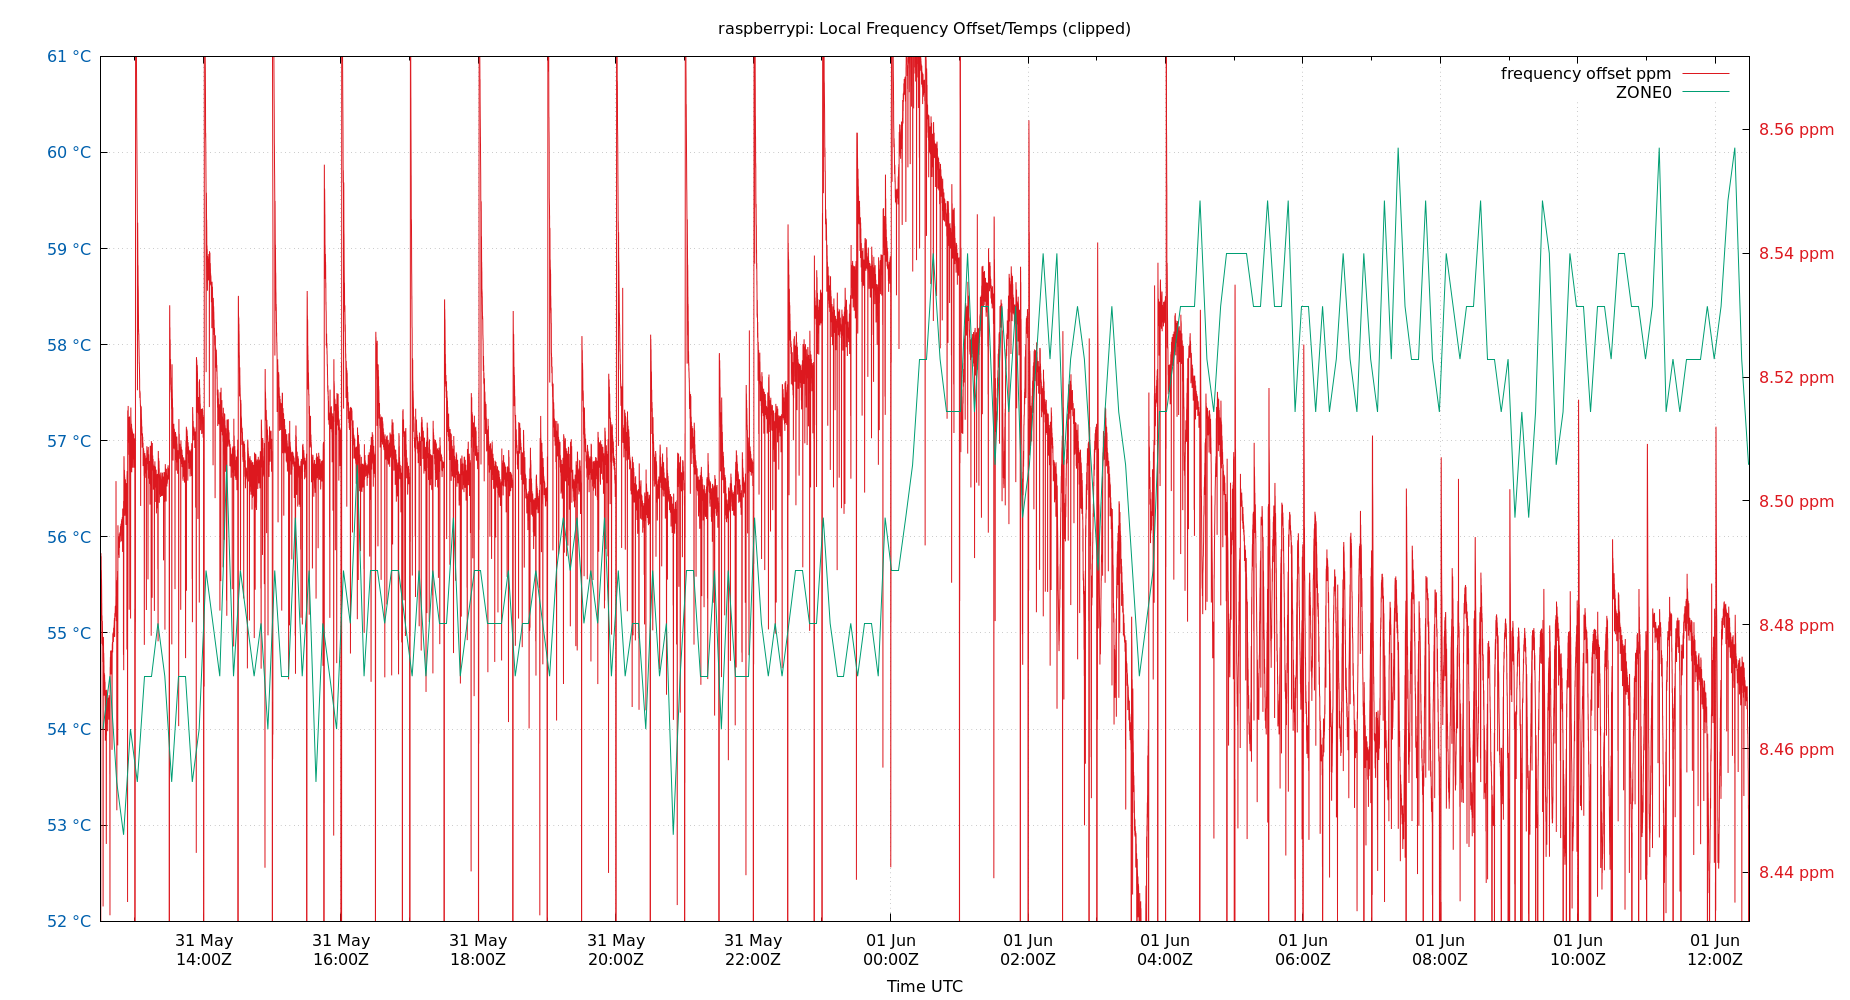 raspberrypi: Local Frequency Offset/Temps (clipped)
frequency offset ppm
ZONE0
61 °C
60 °C
59 °C
58 °C
57 °C
56 °C
55 °C
54 °C
53 °C
52 °C
8.56 ppm
8.54 ppm
8.52 ppm
8.50 ppm
8.48 ppm
8.46 ppm
8.44 ppm
31 May 31 May 31 May 31 May 31 May 01 Jun 01 Jun 01 Jun 01 Jun 01 Jun 01 Jun 01 Jun
14:00Z 16:00Z 18:00Z 20:00Z 22:00Z 00:00Z 02:00Z 04:00Z 06:00Z 08:00Z 10:00Z 12:00Z
Time UTC